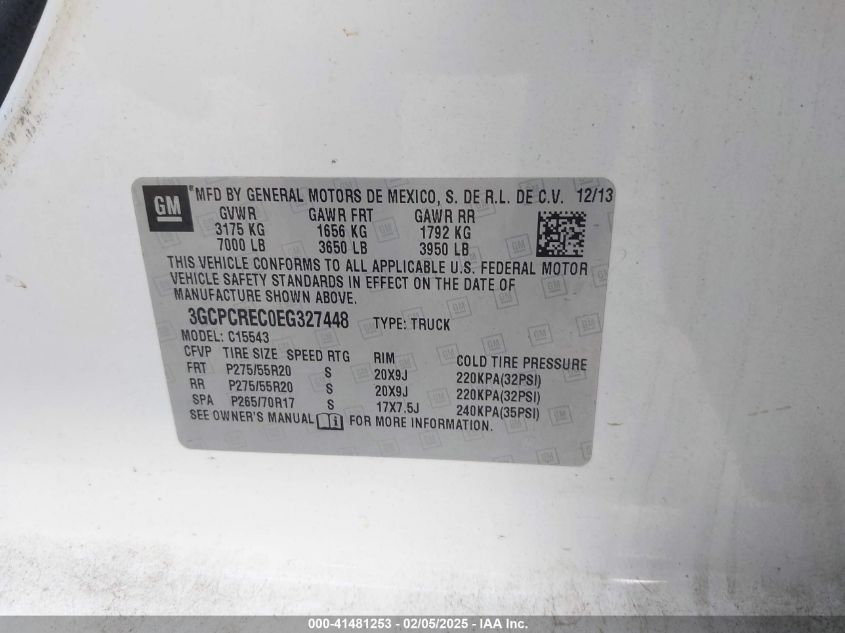 GM ® MFD BY GENERAL MOTORS DE MEXICO, S. DE R.L. DE C.V. 12/13
GVWR GAWR FRT GAWR RR
3175 KG 1656 KG 1792 KG
7000 LB 3650 LB 3950 LB
THIS VEHICLE CONFORMS TO ALL APPLICABLE U.S. FEDERAL MOTOR
VEHICLE SAFETY STANDARDS IN EFFECT ON THE DATE OF
MANUFACTURE SHOWN ABOVE.
3GCPCREC0EG327448 TYPE: TRUCK
MODEL: C15543
CFVP TIRE SIZE SPEED RTG RIM COLD TIRE PRESSURE
FRT P275/55R20 S 20X9J 220KPA(32PSI)
RR P275/55R20 S 20X9J 220KPA(32PSI)
SPA P265/70R17 S 17X7.5J 240KPA(35PSI)
SEE OWNER'S MANUAL i FOR MORE INFORMATION.
000-41481253 - 02/05/2025 - IAA Inc.